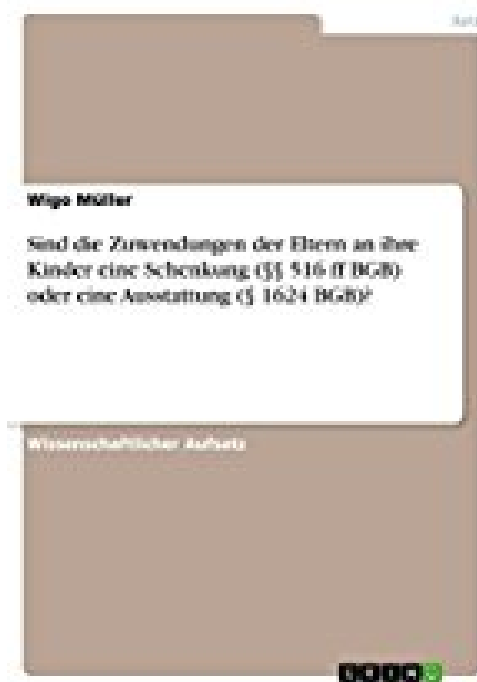 Wigo Müller
Sind die Zuwendungen der Eltern an ihre
Kinder eine Schenkung (§§ 516 ff BGB)
oder eine Ausstattung (§ 1624 BGB)?
Wissenschaftlicher Aufsatz
GRIN